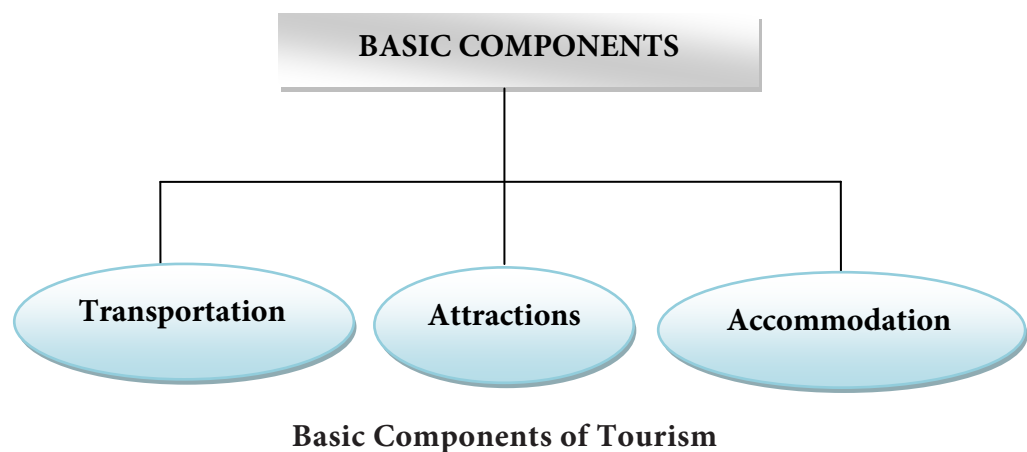 BASIC COMPONENTS
Transportation
Attractions
Accommodation
Basic Components of Tourism